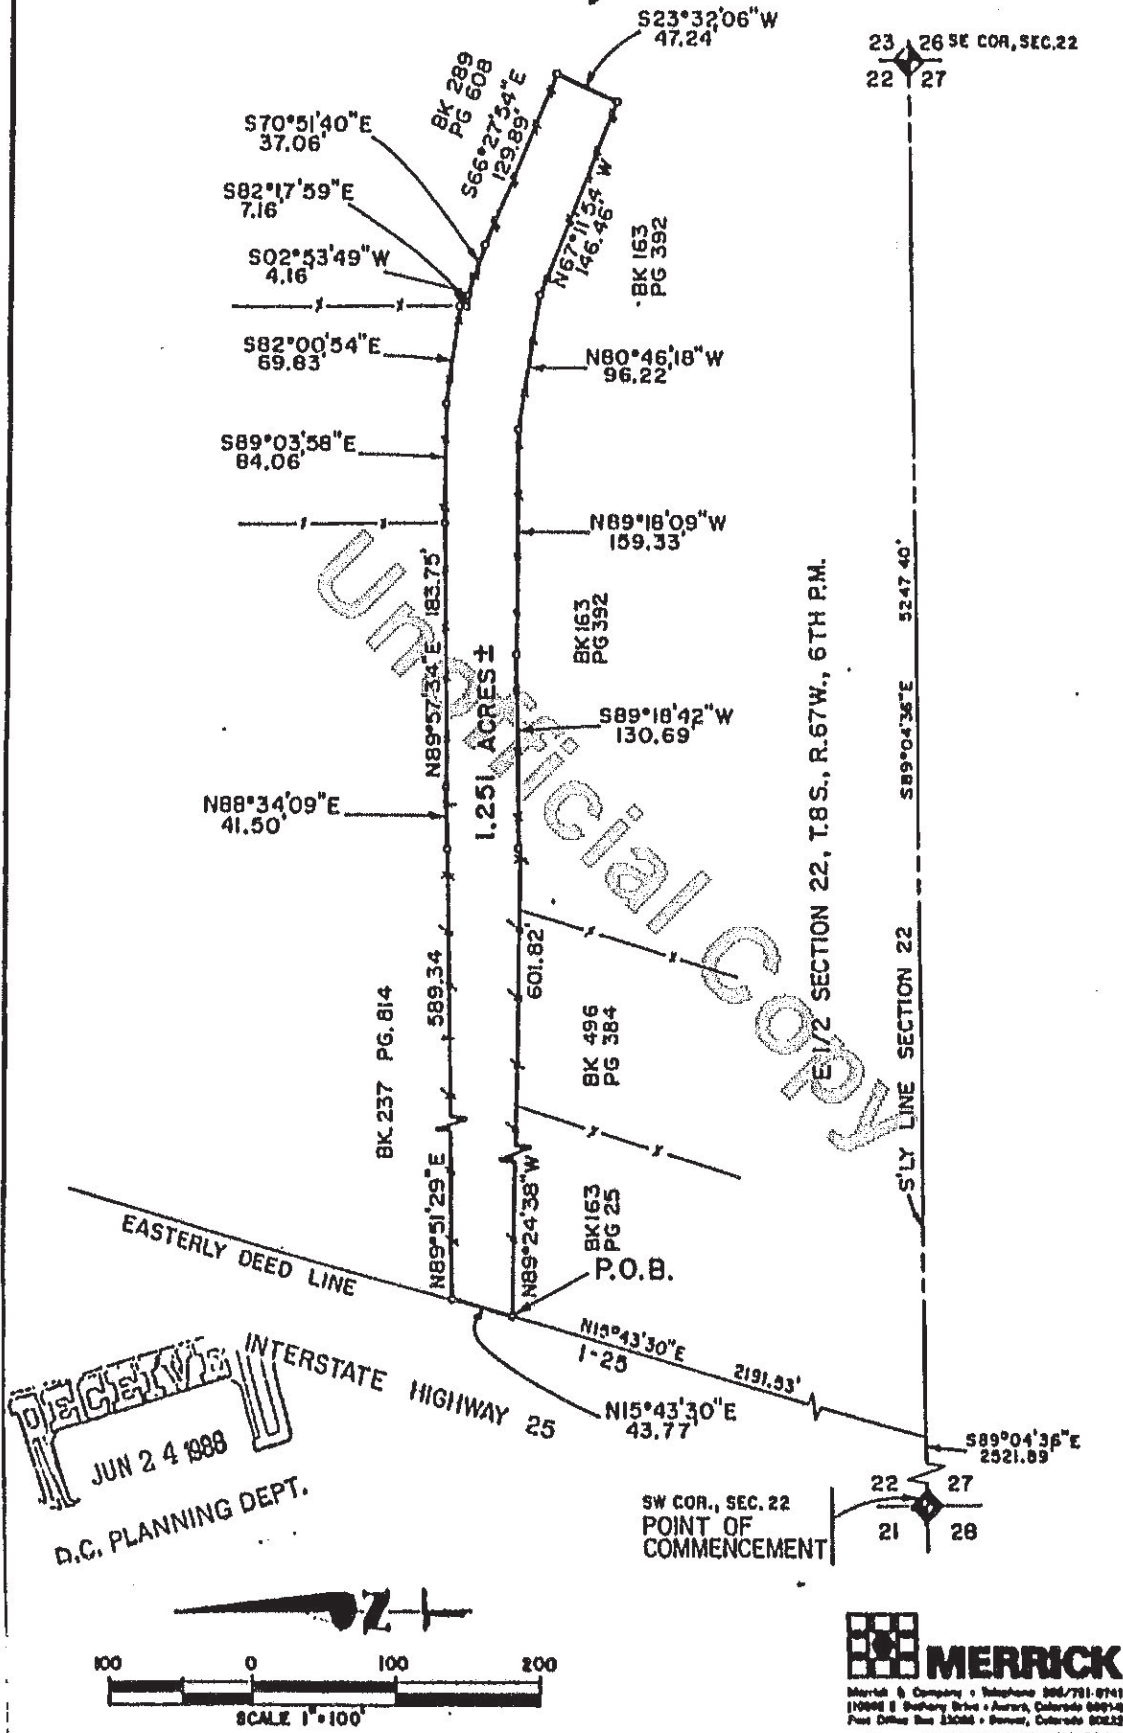 S23°32'06"W
47.24'
23 26 SE COR, SEC.22
22 27
BK 289
PG 608
S66°27'54"E
129.89'
S70°51'40"E
37.06'
S82°17'59"E
7.16'
S02°53'49"W
4.16'
N67°11'54"W
146.46'
BK 163
PG 392
S82°00'54"E
69.83'
N80°46'18"W
96.22'
S89°03'58"E
84.06'
N89°18'09"W
159.33'
N89°57'34"E 183.75'
1.251 ACRES±
BK 163
PG 392
S89°18'42"W
130.69'
N88°34'09"E
41.50'
E 1/2 SECTION 22, T.8S., R.67W., 6TH P.M.
S89°04'36"E 5247.40'
S'LY LINE SECTION 22
Unofficial Copy
BK 237 PG. 814
N89°51'29"E 589.34
N89°24'38"W 601.82'
BK 496
PG 384
BK 163
PG 25
P.O.B.
EASTERLY DEED LINE
N15°43'30"E 2191.53'
I-25
INTERSTATE HIGHWAY 25
N15°43'30"E
43.77'
S89°04'36"E
2521.89'
RECEIVED
JUN 24 1988
D.C. PLANNING DEPT.
SW COR., SEC. 22
POINT OF
COMMENCEMENT
22 27
21 28
N
100 0 100 200
SCALE 1"=100'
MERRICK
Merrick & Company • Telephone